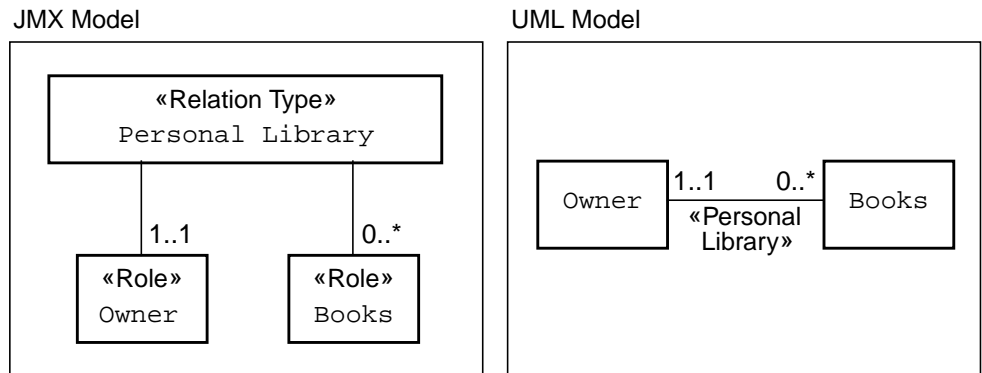 JMX Model
«Relation Type»
Personal Library
1..1
0..*
«Role»
Owner
«Role»
Books
UML Model
Owner
1..1
0..*
«Personal
Library»
Books